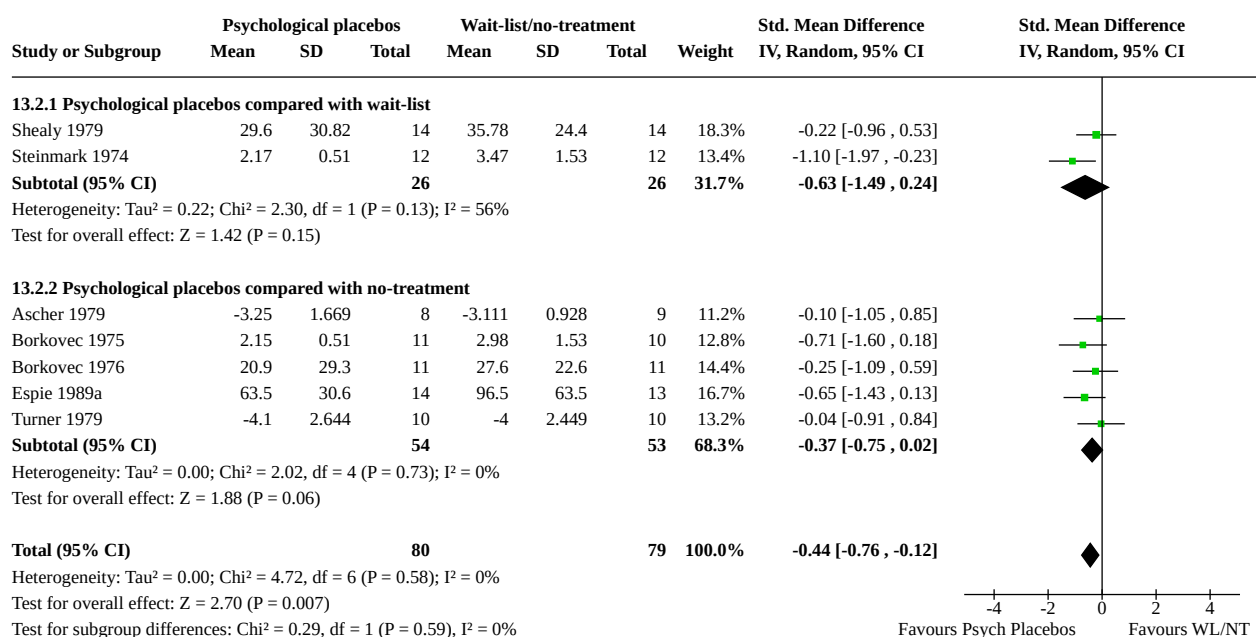 Psychological placebos Wait-list/no-treatment Std. Mean Difference Std. Mean Difference
Study or Subgroup Mean SD Total Mean SD Total Weight IV, Random, 95% CI IV, Random, 95% CI
13.2.1 Psychological placebos compared with wait-list
Shealy 1979 29.6 30.82 14 35.78 24.4 14 18.3% -0.22 [-0.96 , 0.53]
Steinmark 1974 2.17 0.51 12 3.47 1.53 12 13.4% -1.10 [-1.97 , -0.23]
Subtotal (95% CI) 26 26 31.7% -0.63 [-1.49 , 0.24]
Heterogeneity: Tau² = 0.22; Chi² = 2.30, df = 1 (P = 0.13); I² = 56%
Test for overall effect: Z = 1.42 (P = 0.15)
13.2.2 Psychological placebos compared with no-treatment
Ascher 1979 -3.25 1.669 8 -3.111 0.928 9 11.2% -0.10 [-1.05 , 0.85]
Borkovec 1975 2.15 0.51 11 2.98 1.53 10 12.8% -0.71 [-1.60 , 0.18]
Borkovec 1976 20.9 29.3 11 27.6 22.6 11 14.4% -0.25 [-1.09 , 0.59]
Espie 1989a 63.5 30.6 14 96.5 63.5 13 16.7% -0.65 [-1.43 , 0.13]
Turner 1979 -4.1 2.644 10 -4 2.449 10 13.2% -0.04 [-0.91 , 0.84]
Subtotal (95% CI) 54 53 68.3% -0.37 [-0.75 , 0.02]
Heterogeneity: Tau² = 0.00; Chi² = 2.02, df = 4 (P = 0.73); I² = 0%
Test for overall effect: Z = 1.88 (P = 0.06)
Total (95% CI) 80 79 100.0% -0.44 [-0.76 , -0.12]
Heterogeneity: Tau² = 0.00; Chi² = 4.72, df = 6 (P = 0.58); I² = 0%
Test for overall effect: Z = 2.70 (P = 0.007) -4 -2 0 2 4
Test for subgroup differences: Chi² = 0.29, df = 1 (P = 0.59), I² = 0% Favours Psych Placebos Favours WL/NT